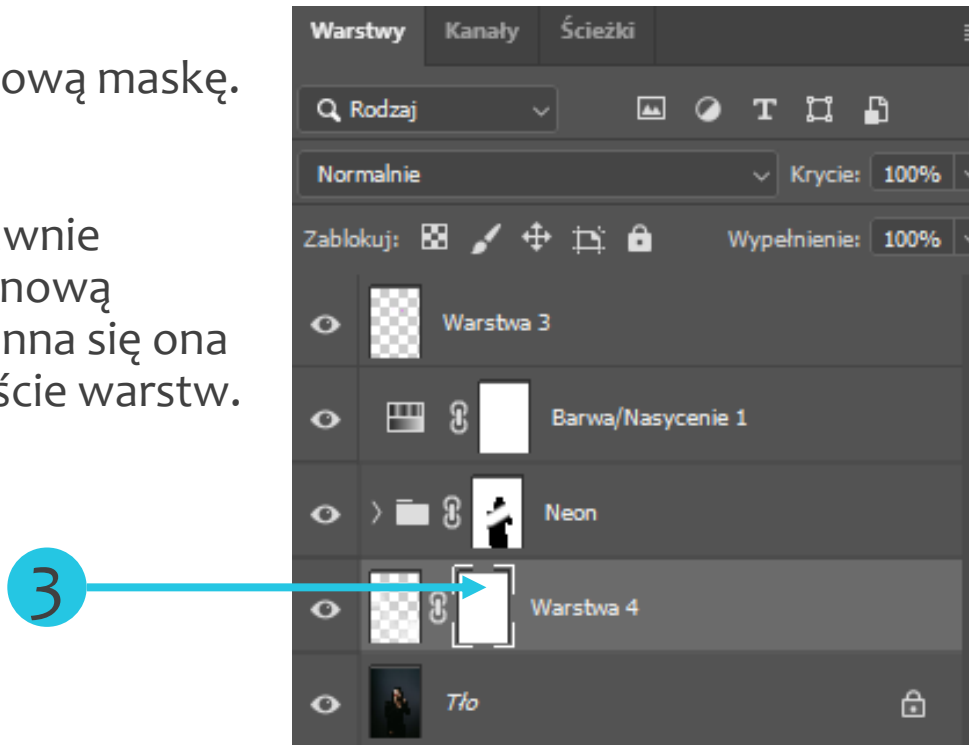 ową maskę.
wnie
nową
nna się ona
ście warstw.
3
Warstwy Kanały Ścieżki
Rodzaj
T
Normalnie Krycie: 100%
Zablokuj: Wypełnienie: 100%
Warstwa 3
Barwa/Nasycenie 1
Neon
Warstwa 4
Tło